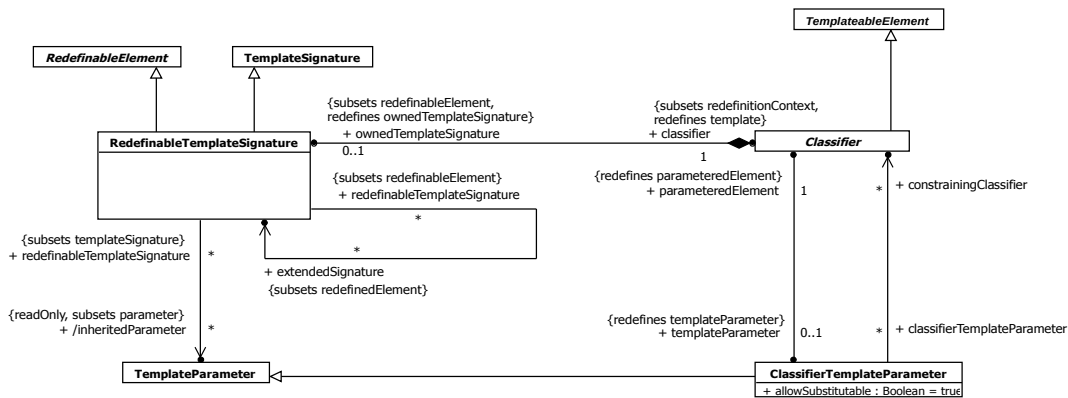 TemplateableElement
RedefinableElement
TemplateSignature
{subsets redefinableElement,
redefines ownedTemplateSignature}
+ ownedTemplateSignature
0..1
{subsets redefinitionContext,
redefines template}
+ classifier
1
RedefinableTemplateSignature
Classifier
{subsets redefinableElement}
+ redefinableTemplateSignature
*
{redefines parameteredElement}
+ parameteredElement
1
*
+ constrainingClassifier
{subsets templateSignature}
+ redefinableTemplateSignature
*
*
+ extendedSignature
{subsets redefinedElement}
{readOnly, subsets parameter}
+ /inheritedParameter
*
{redefines templateParameter}
+ templateParameter
0..1
*
+ classifierTemplateParameter
TemplateParameter
ClassifierTemplateParameter
+ allowSubstitutable : Boolean = true